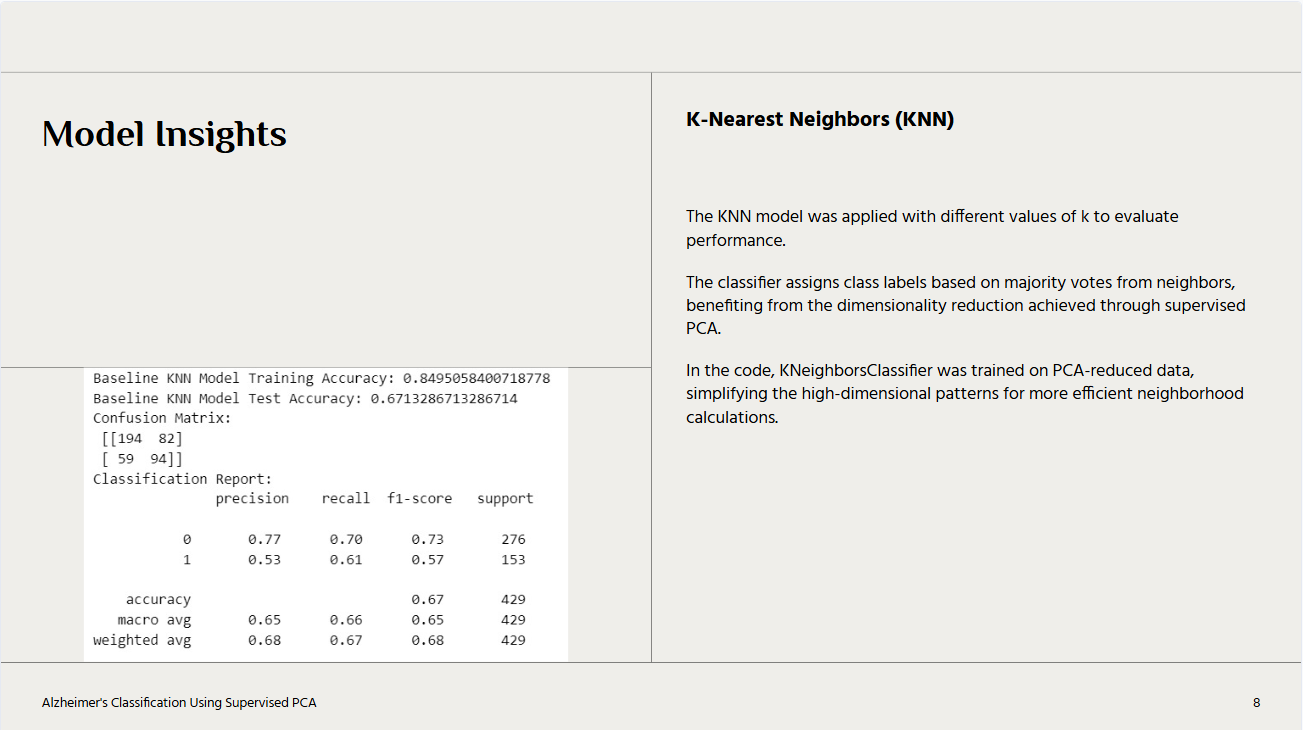 Model Insights
K-Nearest Neighbors (KNN)
The KNN model was applied with different values of k to evaluate
performance.
The classifier assigns class labels based on majority votes from neighbors,
benefiting from the dimensionality reduction achieved through supervised
PCA.
In the code, KNeighborsClassifier was trained on PCA-reduced data,
simplifying the high-dimensional patterns for more efficient neighborhood
calculations.
Baseline KNN Model Training Accuracy: 0.8495058400718778
Baseline KNN Model Test Accuracy: 0.6713286713286714
Confusion Matrix:
[[194 82]
[ 59 94]]
Classification Report:
precision recall f1-score support
0 0.77 0.70 0.73 276
1 0.53 0.61 0.57 153
accuracy 0.67 429
macro avg 0.65 0.66 0.65 429
weighted avg 0.68 0.67 0.68 429
Alzheimer's Classification Using Supervised PCA
8